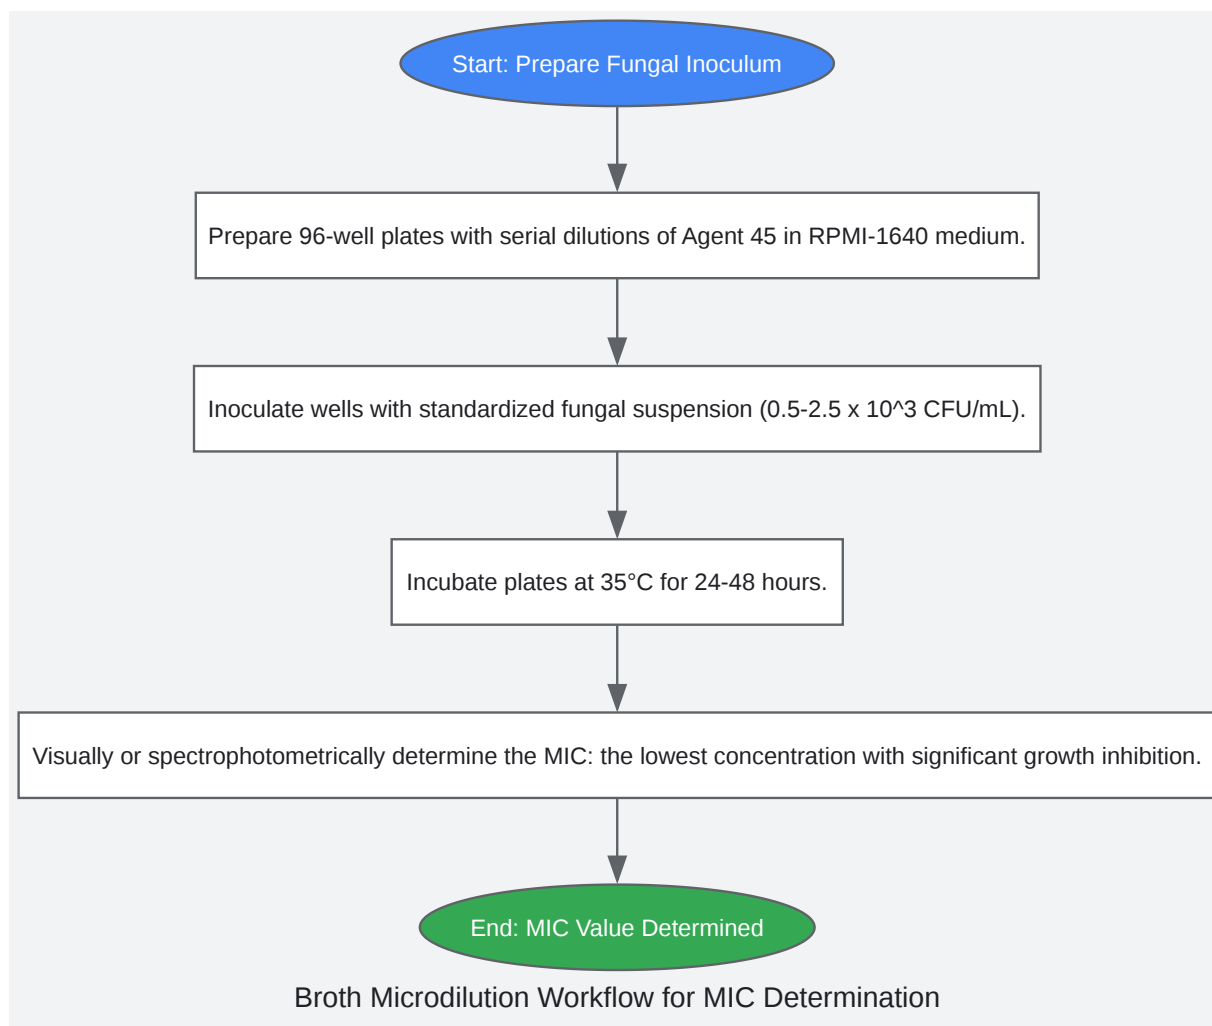 Start: Prepare Fungal Inoculum
Prepare 96-well plates with serial dilutions of Agent 45 in RPMI-1640 medium.
Inoculate wells with standardized fungal suspension (0.5-2.5 x 10^3 CFU/mL).
Incubate plates at 35°C for 24-48 hours.
Visually or spectrophotometrically determine the MIC: the lowest concentration with significant growth inhibition.
End: MIC Value Determined
Broth Microdilution Workflow for MIC Determination